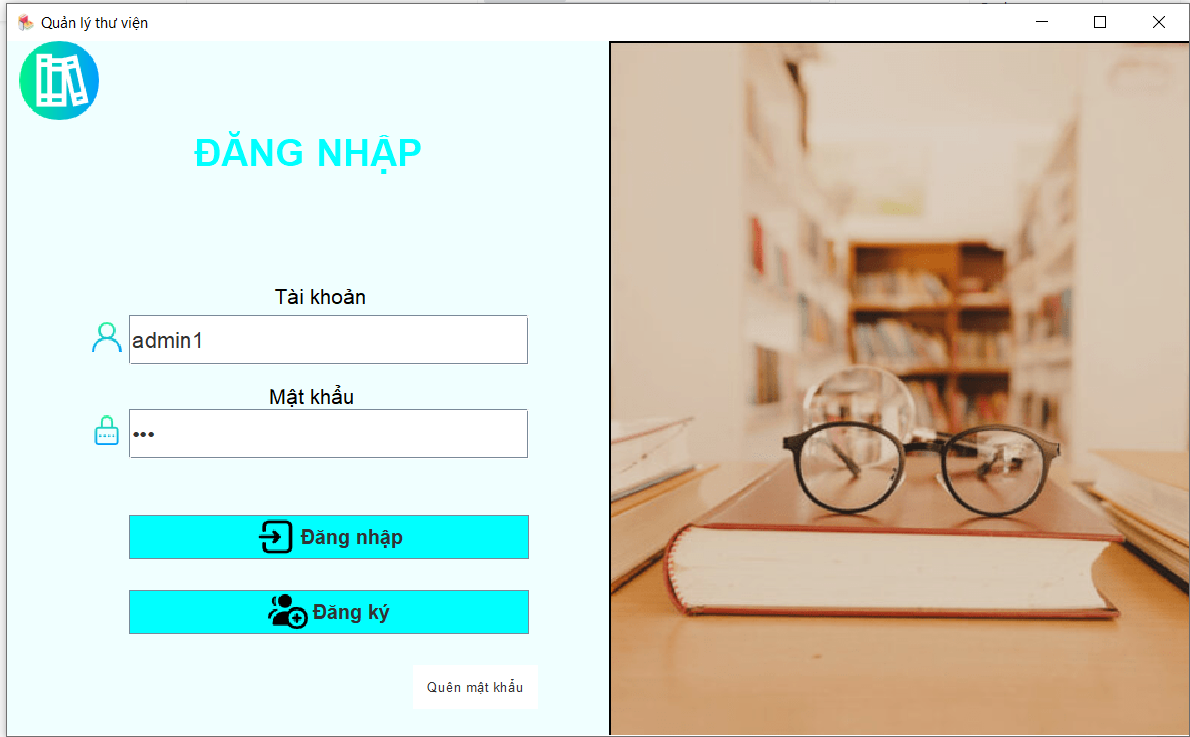 Quản lý thư viện
ĐĂNG NHẬP
Tài khoản
admin1
Mật khẩu
•••
Đăng nhập
Đăng ký
Quên mật khẩu